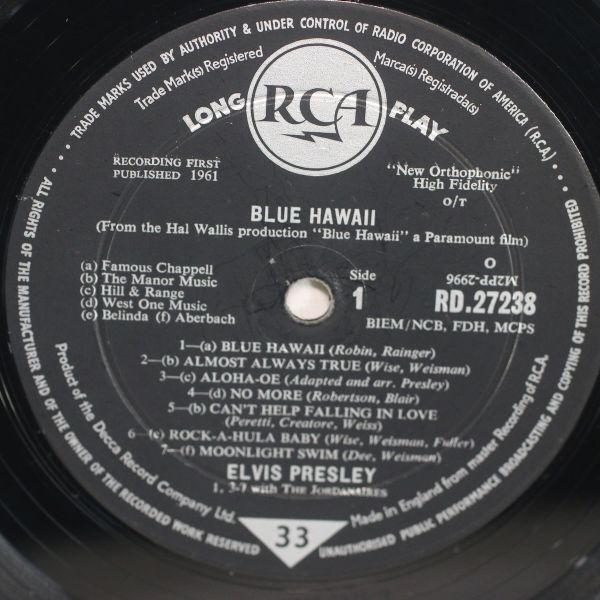 TRADE MARKS USED BY AUTHORITY & UNDER CONTROL OF RADIO CORPORATION OF AMERICA (R.C.A.)
Trade Mark(s) Registered
Marca(s) Registrada(s)
LONG RCA PLAY
RECORDING FIRST
PUBLISHED 1961
"New Orthophonic"
High Fidelity
O/T
BLUE HAWAII
(From the Hal Wallis production "Blue Hawaii" a Paramount film)
(a) Famous Chappell
(b) The Manor Music
(c) Hill & Range
(d) West One Music
(e) Belinda (f) Aberbach
Side
1
O
M2PP-2996
RD.27238
BIEM/NCB, FDH, MCPS
1—(a) BLUE HAWAII (Robin, Rainger)
2—(b) ALMOST ALWAYS TRUE (Wise, Weisman)
3—(c) ALOHA-OE (Adapted and arr. Presley)
4—(d) NO MORE (Robertson, Blair)
5—(b) CAN'T HELP FALLING IN LOVE
(Peretti, Creatore, Weiss)
6—(e) ROCK-A-HULA BABY (Wise, Weisman, Fuller)
7—(f) MOONLIGHT SWIM (Dee, Weisman)
ELVIS PRESLEY
1, 3-7 with THE JORDANAIRES
Product of the Decca Record Company Ltd.
Made in England from master Recording of R.C.A.
33
ALL RIGHTS OF THE MANUFACTURER AND OF THE OWNER OF THE RECORDED WORK RESERVED
UNAUTHORISED PUBLIC PERFORMANCE BROADCASTING AND COPYING OF THIS RECORD PROHIBITED